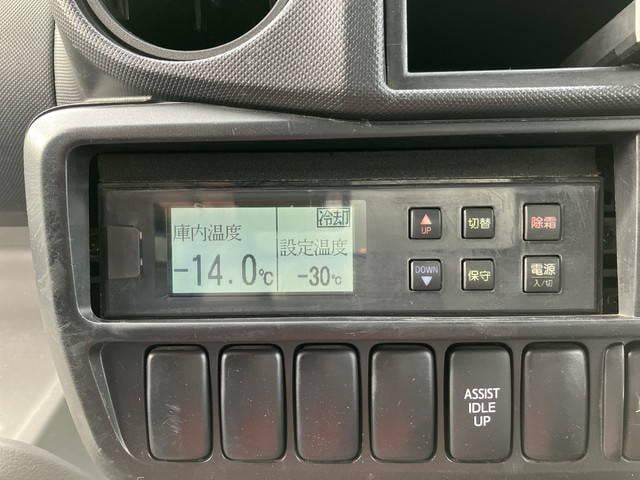 冷却
庫内温度
設定温度
-14.0℃
-30℃
UP
切替
除霜
DOWN
保守
電源
入/切
ASSIST
IDLE
UP